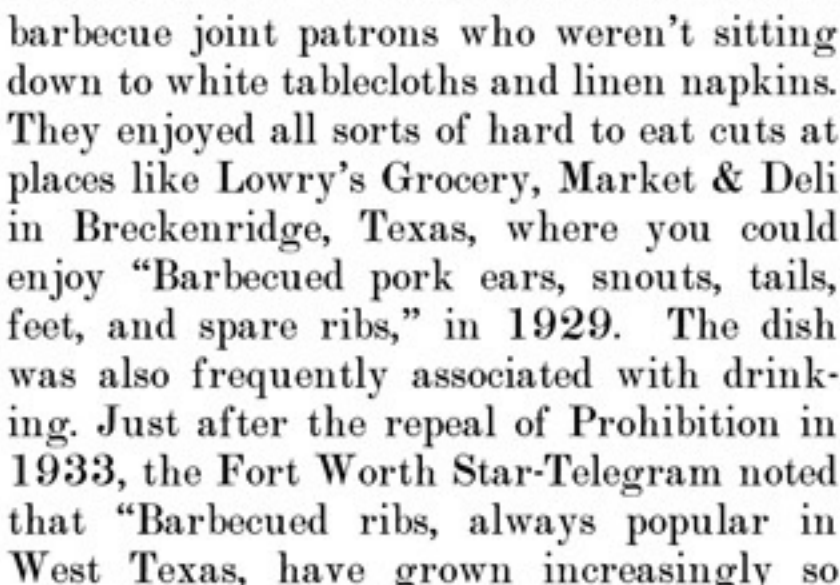 barbecue joint patrons who weren't sitting
down to white tablecloths and linen napkins.
They enjoyed all sorts of hard to eat cuts at
places like Lowry's Grocery, Market & Deli
in Breckenridge, Texas, where you could
enjoy “Barbecued pork ears, snouts, tails,
feet, and spare ribs,” in 1929. The dish
was also frequently associated with drink-
ing. Just after the repeal of Prohibition in
1933, the Fort Worth Star-Telegram noted
that “Barbecued ribs, always popular in
West Texas, have grown increasingly so